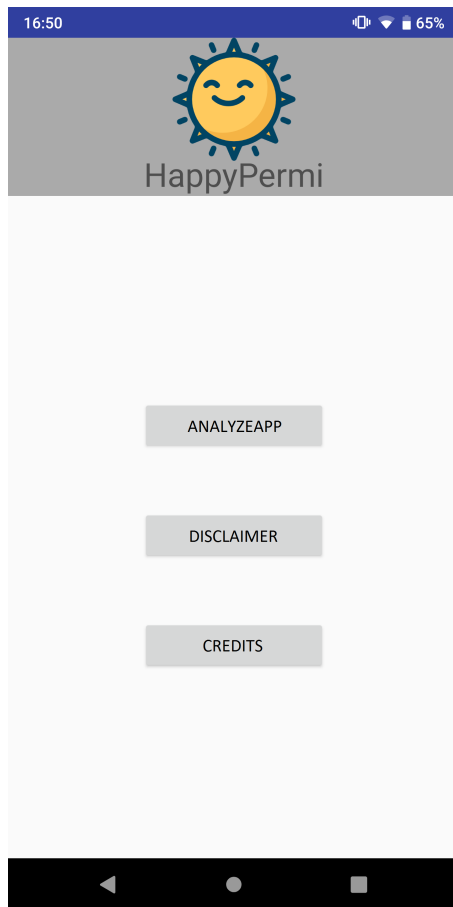 16:50 65%
HappyPermi
ANALYZEAPP
DISCLAIMER
CREDITS